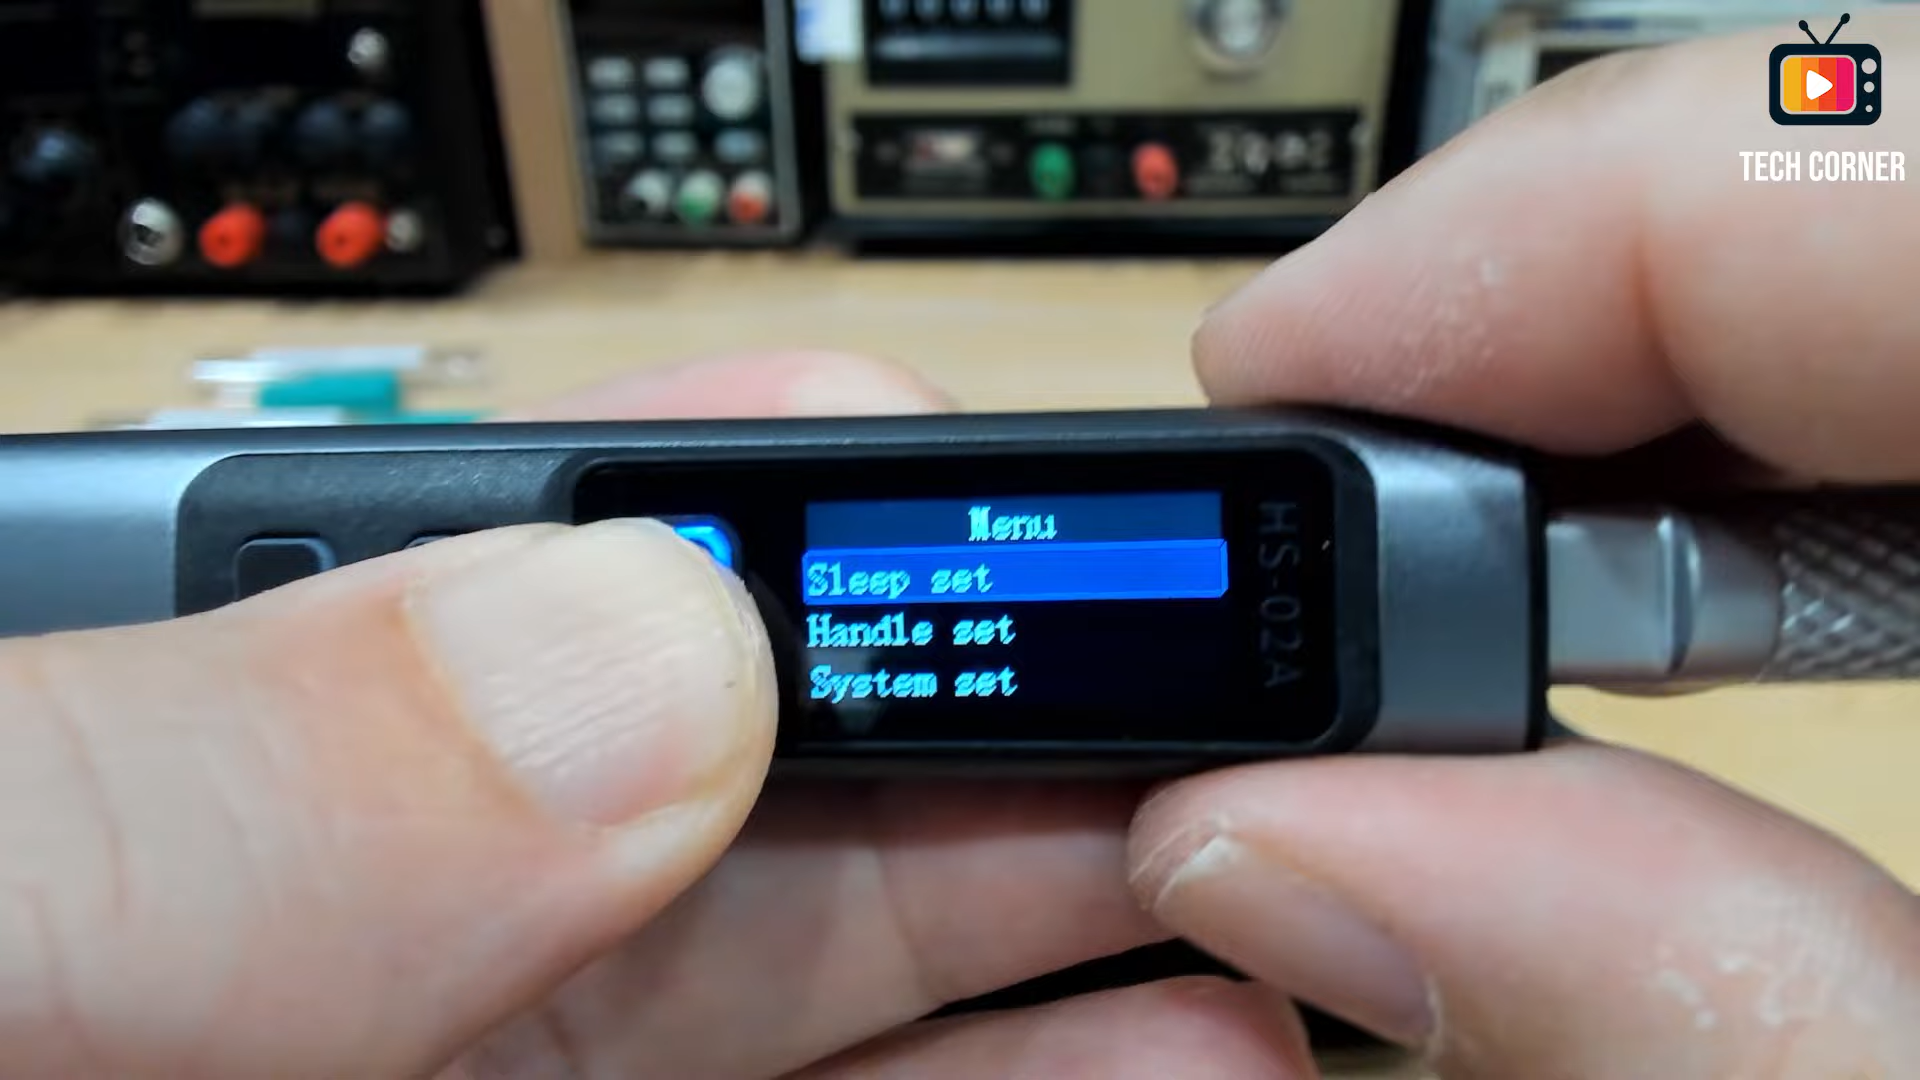 TECH CORNER
Menu
Sleep set
Handle set
System set
HS-02A